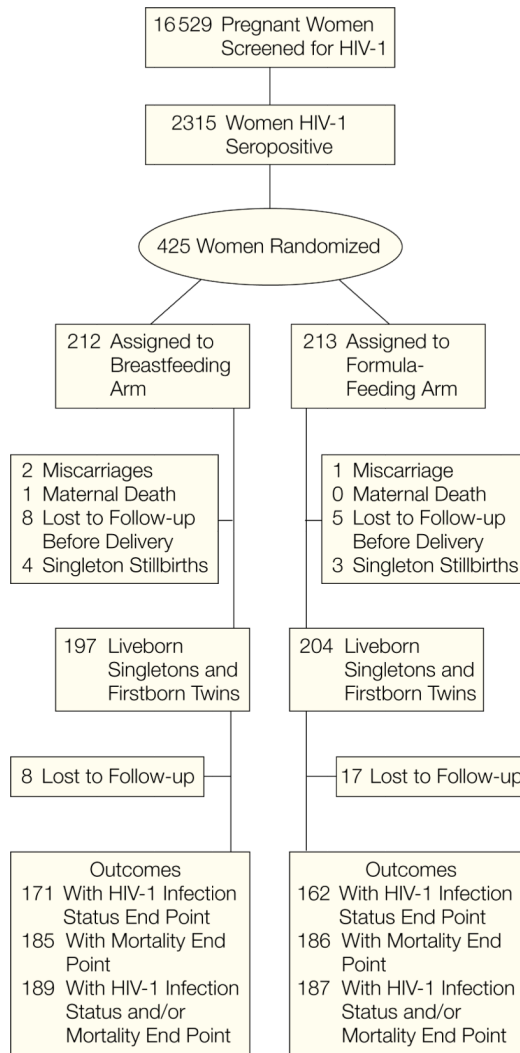 16 529 Pregnant Women
Screened for HIV-1
2315 Women HIV-1
Seropositive
425 Women Randomized
212 Assigned to
Breastfeeding
Arm
213 Assigned to
Formula-
Feeding Arm
2 Miscarriages
1 Maternal Death
8 Lost to Follow-up
Before Delivery
4 Singleton Stillbirths
1 Miscarriage
0 Maternal Death
5 Lost to Follow-up
Before Delivery
3 Singleton Stillbirths
197 Liveborn
Singletons and
Firstborn Twins
204 Liveborn
Singletons and
Firstborn Twins
8 Lost to Follow-up
17 Lost to Follow-up
Outcomes
171 With HIV-1 Infection
Status End Point
185 With Mortality End
Point
189 With HIV-1 Infection
Status and/or
Mortality End Point
Outcomes
162 With HIV-1 Infection
Status End Point
186 With Mortality End
Point
187 With HIV-1 Infection
Status and/or
Mortality End Point